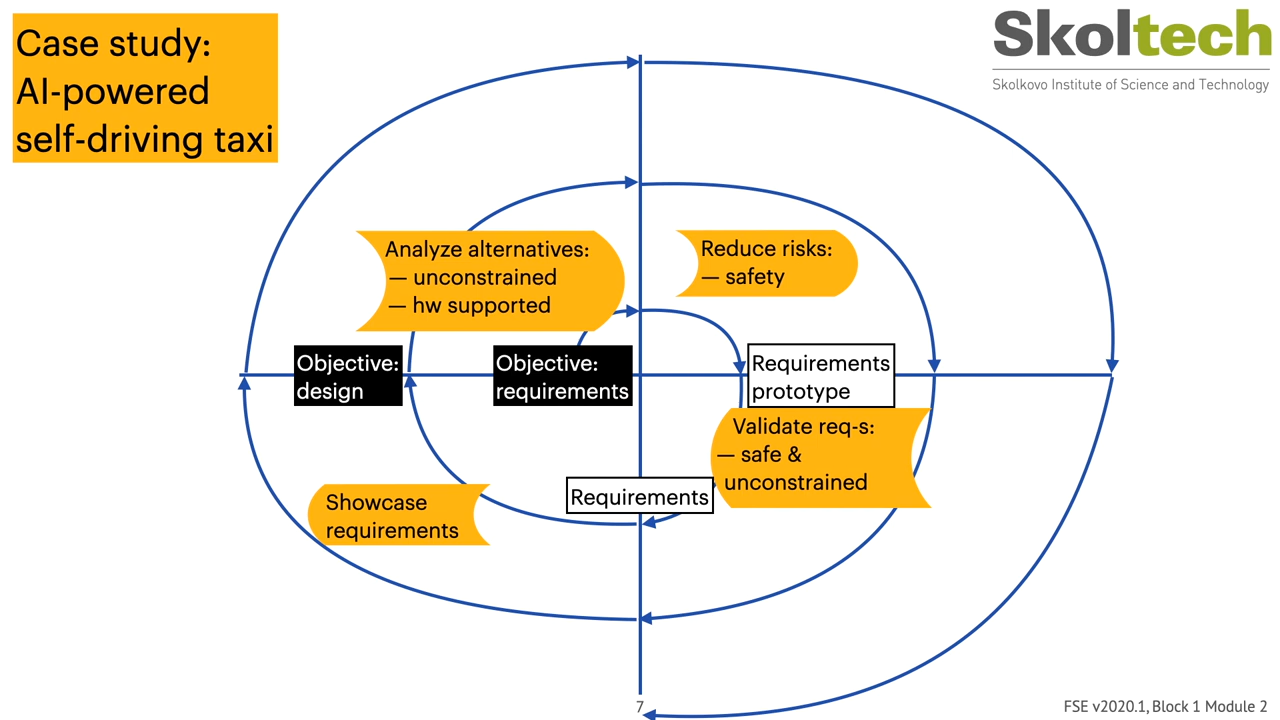 Case study:
AI-powered
self-driving taxi
Skoltech
Skolkovo Institute of Science and Technology
Analyze alternatives:
— unconstrained
— hw supported
Reduce risks:
— safety
Objective:
design
Objective:
requirements
Requirements
prototype
Validate req-s:
— safe &
unconstrained
Requirements
Showcase
requirements
7
FSE v2020.1, Block 1 Module 2